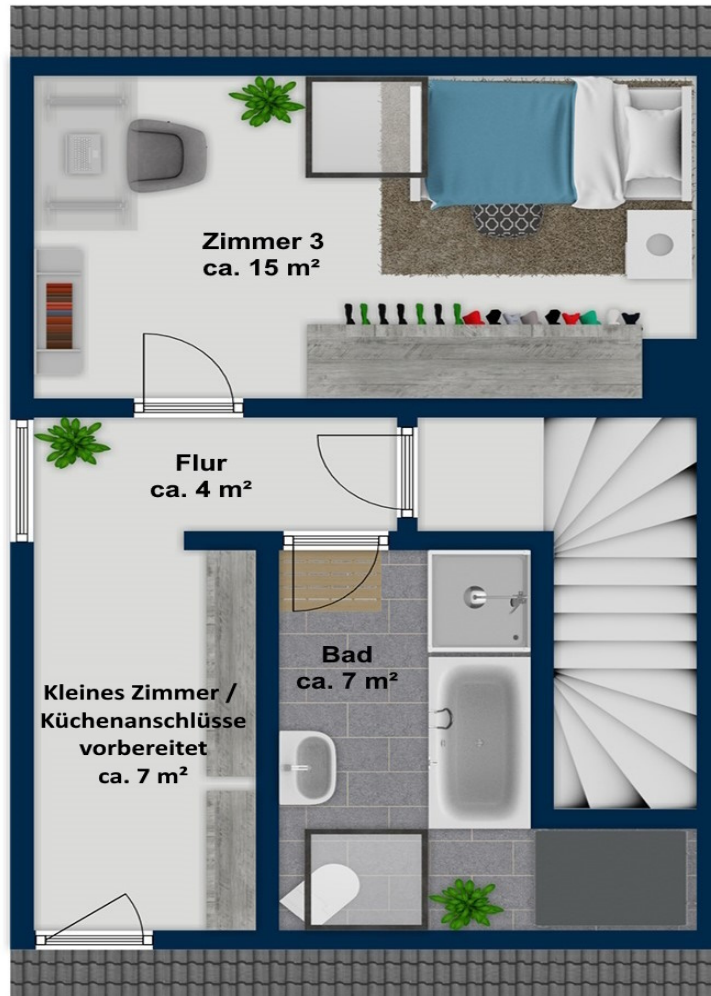 Zimmer 3
ca. 15 m²
Flur
ca. 4 m²
Bad
ca. 7 m²
Kleines Zimmer /
Küchenanschlüsse
vorbereitet
ca. 7 m²